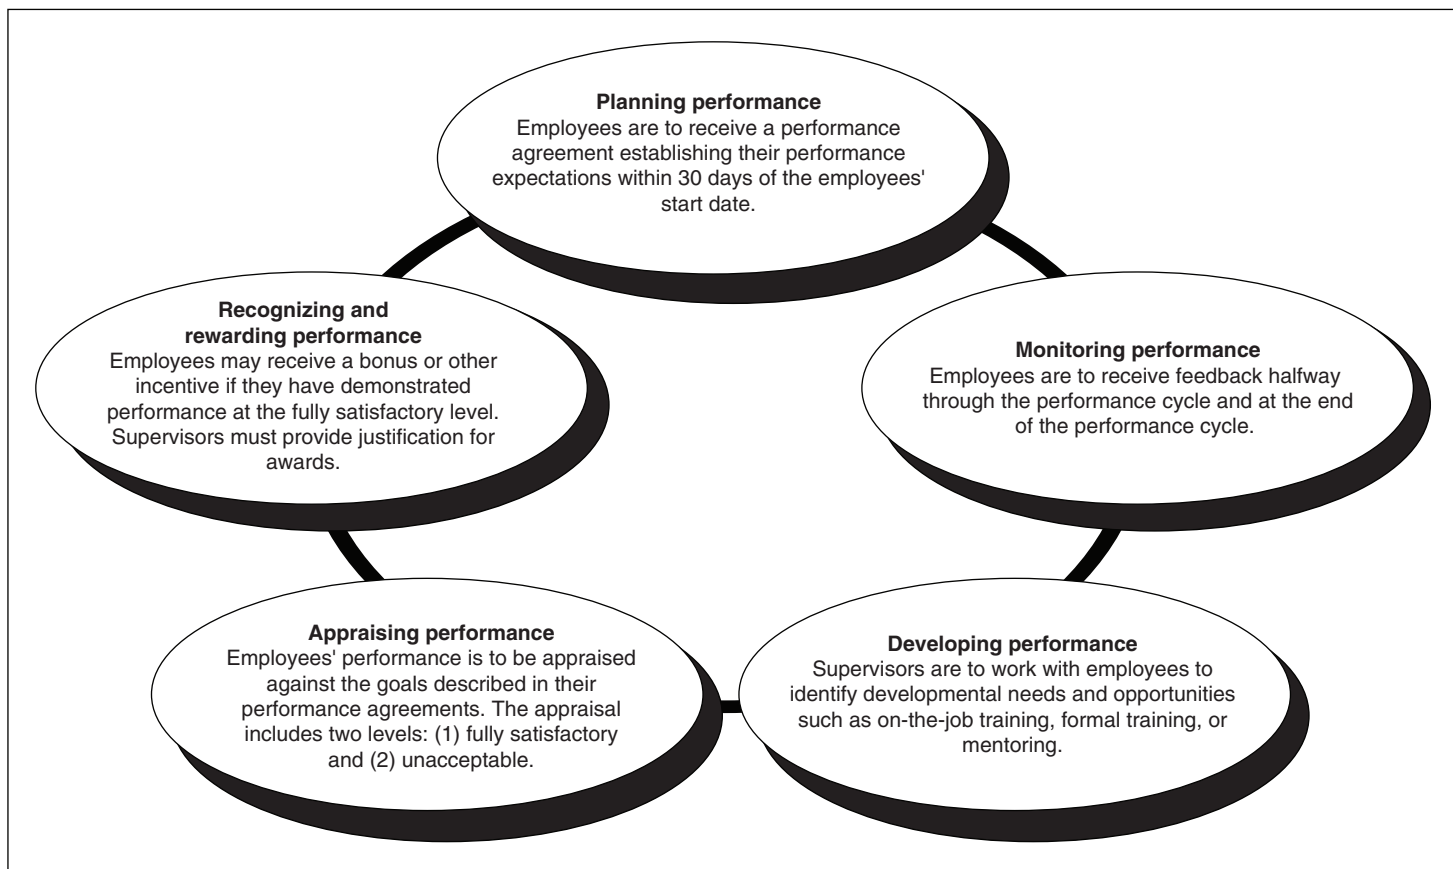 Planning performance
Employees are to receive a performance
agreement establishing their performance
expectations within 30 days of the employees'
start date.
Recognizing and
rewarding performance
Employees may receive a bonus or other
incentive if they have demonstrated
performance at the fully satisfactory level.
Supervisors must provide justification for
awards.
Monitoring performance
Employees are to receive feedback halfway
through the performance cycle and at the end
of the performance cycle.
Appraising performance
Employees' performance is to be appraised
against the goals described in their
performance agreements. The appraisal
includes two levels: (1) fully satisfactory
and (2) unacceptable.
Developing performance
Supervisors are to work with employees to
identify developmental needs and opportunities
such as on-the-job training, formal training, or
mentoring.